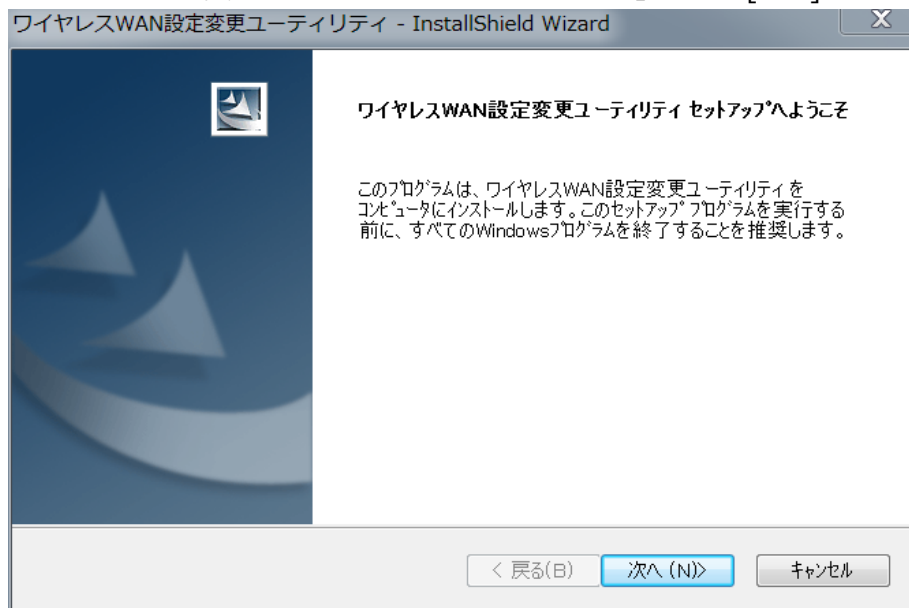 ワイヤレスWAN設定変更ユーティリティ - InstallShield Wizard
ワイヤレスWAN設定変更ユーティリティ セットアップへようこそ
このプログラムは、ワイヤレスWAN設定変更ユーティリティ を
コンピュータにインストールします。このセットアップ プログラムを実行する
前に、すべてのWindowsプログラムを終了することを推奨します。
< 戻る(B)
次へ (N)>
キャンセル